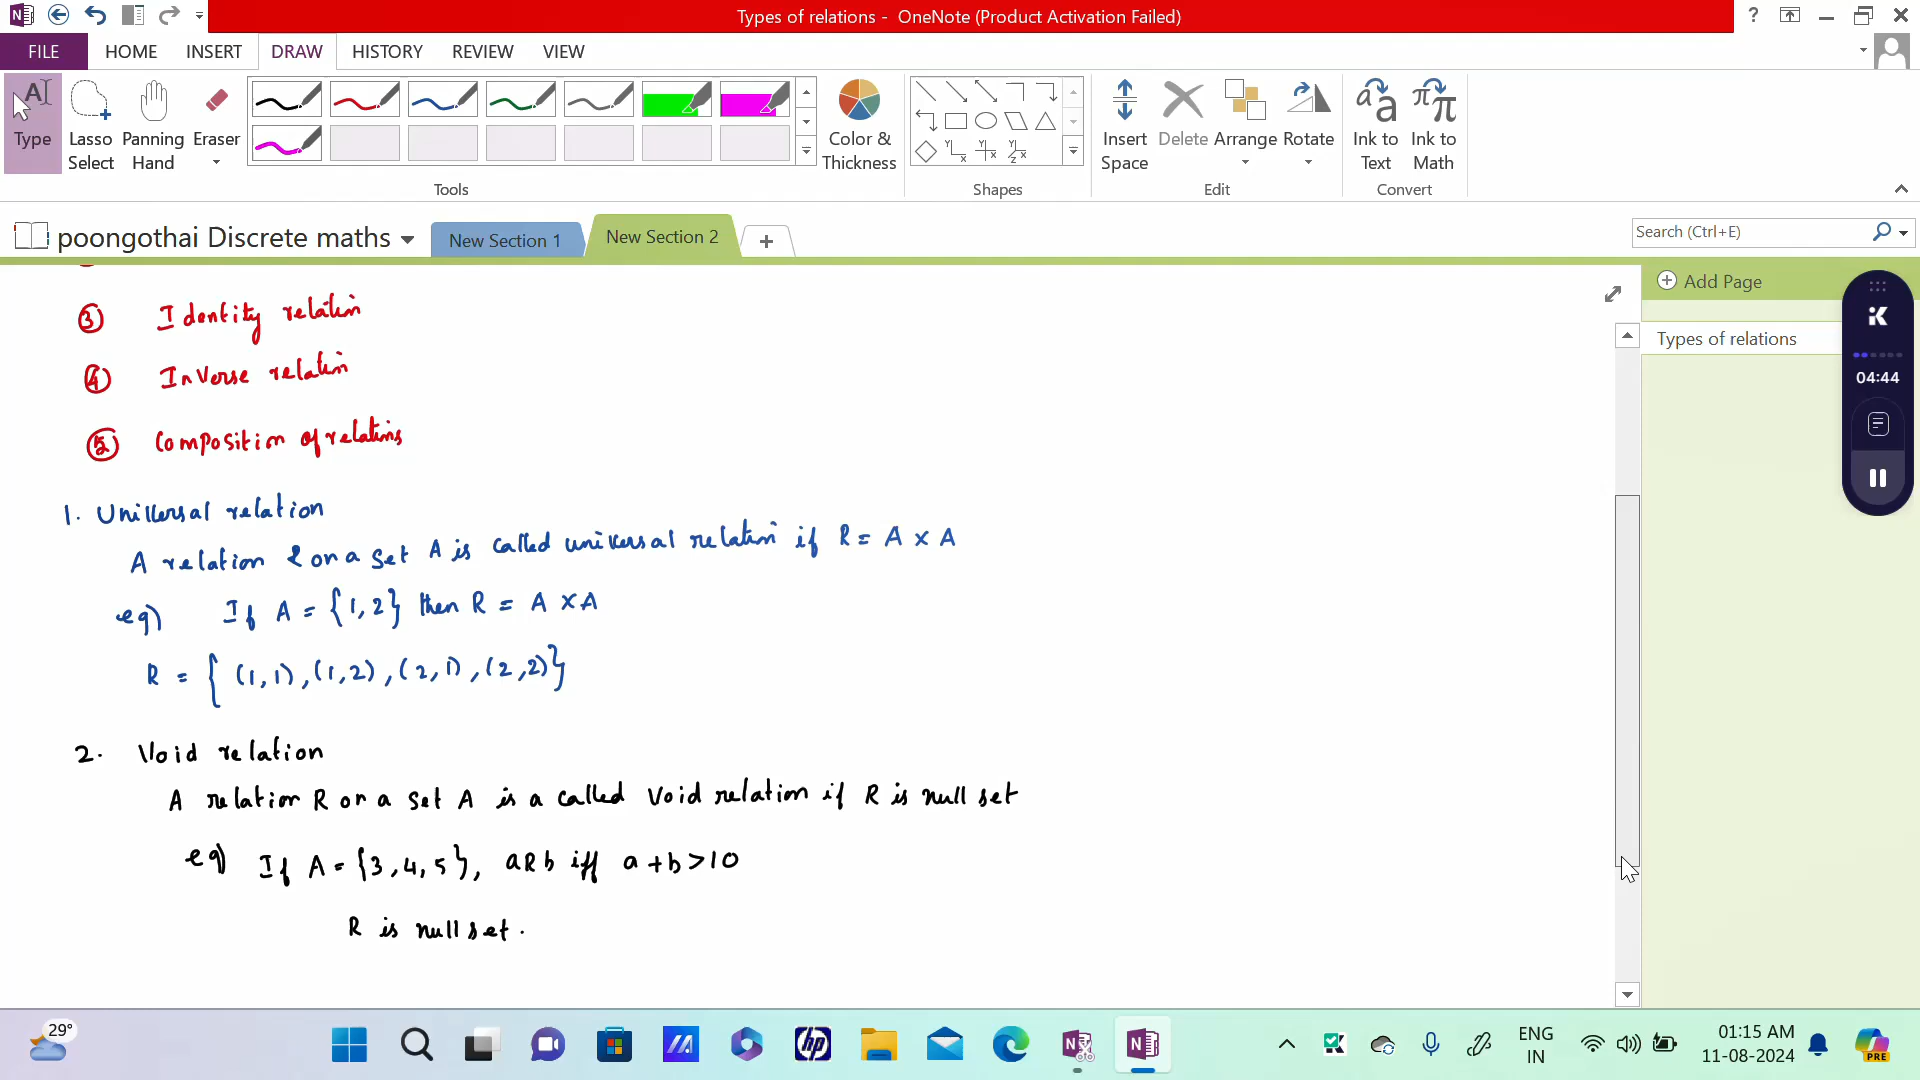 Types of relations - OneNote (Product Activation Failed)
?
FILE HOME INSERT DRAW HISTORY REVIEW VIEW
Type
Lasso Select
Panning Hand
Eraser
Color & Thickness
Insert Space
Delete
Arrange
Rotate
Ink to Text
Ink to Math
Tools
Shapes
Edit
Convert
poongothai Discrete maths
New Section 1
New Section 2
Search (Ctrl+E)
Add Page
Types of relations
04:44
③ Identity relation
④ Inverse relation
⑤ Composition of relations
1. Universal relation
A relation R on a set A is called universal relation if R = A × A
eg) If A = {1,2} then R = A × A
R = { (1,1), (1,2), (2,1), (2,2)}
2. Void relation
A relation R on a set A is a called Void relation if R is null set
eg) If A = {3,4,5}, aRb iff a+b>10
R is null set.
29°
ENG
IN
01:15 AM
11-08-2024
PRE